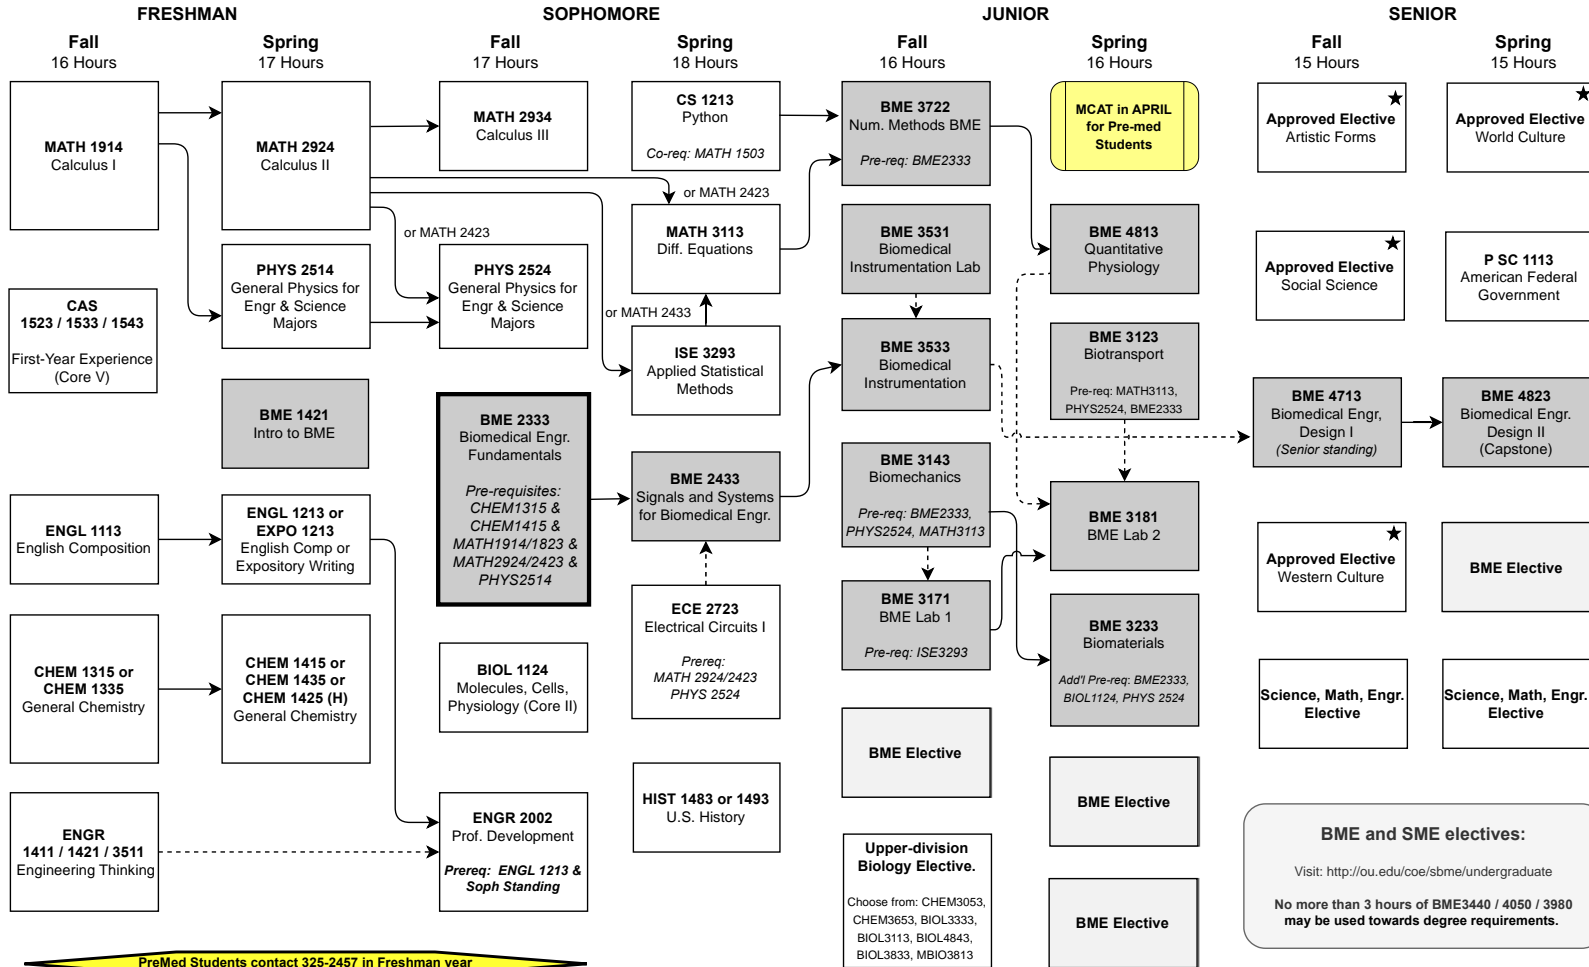 FRESHMAN
SOPHOMORE
JUNIOR
SENIOR
Fall
16 Hours
Spring
17 Hours
Fall
17 Hours
Spring
18 Hours
Fall
16 Hours
Spring
16 Hours
Fall
15 Hours
Spring
15 Hours
MATH 1914
Calculus I
CAS
1523 / 1533 / 1543
First-Year Experience
(Core V)
ENGL 1113
English Composition
CHEM 1315 or
CHEM 1335
General Chemistry
ENGR
1411 / 1421 / 3511
Engineering Thinking
MATH 2924
Calculus II
PHYS 2514
General Physics for
Engr & Science
Majors
BME 1421
Intro to BME
ENGL 1213 or
EXPO 1213
English Comp or
Expository Writing
CHEM 1415 or
CHEM 1435 or
CHEM 1425 (H)
General Chemistry
MATH 2934
Calculus III
or MATH 2423
PHYS 2524
General Physics for
Engr & Science
Majors
BME 2333
Biomedical Engr.
Fundamentals
Pre-requisites:
CHEM1315 &
CHEM1415 &
MATH1914/1823 &
MATH2924/2423 &
PHYS2514
BIOL 1124
Molecules, Cells,
Physiology (Core II)
ENGR 2002
Prof. Development
Prereq: ENGL 1213 &
Soph Standing
CS 1213
Python
Co-req: MATH 1503
or MATH 2423
MATH 3113
Diff. Equations
or MATH 2433
ISE 3293
Applied Statistical
Methods
BME 2433
Signals and Systems
for Biomedical Engr.
ECE 2723
Electrical Circuits I
Prereq:
MATH 2924/2423
PHYS 2524
HIST 1483 or 1493
U.S. History
BME 3722
Num. Methods BME
Pre-req: BME2333
BME 3531
Biomedical
Instrumentation Lab
BME 3533
Biomedical
Instrumentation
BME 3143
Biomechanics
Pre-req: BME2333,
PHYS2524, MATH3113
BME 3171
BME Lab 1
Pre-req: ISE3293
BME Elective
Upper-division
Biology Elective.
Choose from: CHEM3053,
CHEM3653, BIOL3333,
BIOL3113, BIOL4843,
BIOL3833, MBIO3813
MCAT in APRIL
for Pre-med
Students
BME 4813
Quantitative
Physiology
BME 3123
Biotransport
Pre-req: MATH3113,
PHYS2524, BME2333
BME 3181
BME Lab 2
BME 3233
Biomaterials
Add'l Pre-req: BME2333,
BIOL1124, PHYS 2524
BME Elective
BME Elective
Approved Elective
Artistic Forms
Approved Elective
Social Science
BME 4713
Biomedical Engr,
Design I
(Senior standing)
Approved Elective
Western Culture
Science, Math, Engr.
Elective
Approved Elective
World Culture
P SC 1113
American Federal
Government
BME 4823
Biomedical Engr.
Design II
(Capstone)
BME Elective
Science, Math, Engr.
Elective
BME and SME electives:
Visit: http://ou.edu/coe/sbme/undergraduate
No more than 3 hours of BME3440 / 4050 / 3980
may be used towards degree requirements.
PreMed Students contact 325-2457 in Freshman year